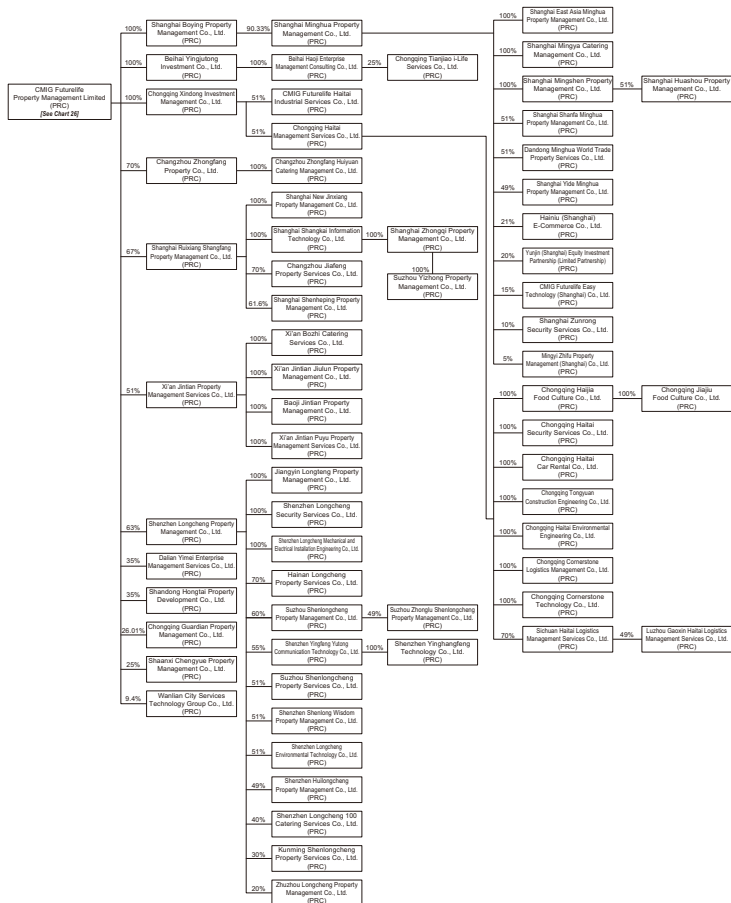 CMIG Futurelife
Property Management Limited
(PRC)
[See Chart 26]
100%
Shanghai Boying Property
Management Co., Ltd.
(PRC)
100%
Beihai Yingjutong
Investment Co., Ltd.
(PRC)
100%
Chongqing Xindong Investment
Management Co., Ltd.
(PRC)
70%
Changzhou Zhongfang
Property Co., Ltd.
(PRC)
67%
Shanghai Ruixiang Shangfang
Property Management Co., Ltd.
(PRC)
51%
Xi'an Jintian Property
Management Services Co., Ltd.
(PRC)
63%
Shenzhen Longcheng Property
Management Co., Ltd.
(PRC)
35%
Dalian Yimei Enterprise
Management Services Co., Ltd.
(PRC)
35%
Shandong Hongtai Property
Development Co., Ltd.
(PRC)
26.01%
Chongqing Guardian Property
Management Co., Ltd.
(PRC)
25%
Shaanxi Chengyue Property
Management Co., Ltd.
(PRC)
9.4%
Wanlian City Services
Technology Group Co., Ltd.
(PRC)
90.33%
Shanghai Minghua Property
Management Co., Ltd.
(PRC)
100%
Beihai Haoji Enterprise
Management Consulting Co., Ltd.
(PRC)
25%
Chongqing Tianjiao i-Life
Services Co., Ltd.
(PRC)
51%
CMIG Futurelife Haitai
Industrial Services Co., Ltd.
(PRC)
51%
Chongqing Haitai
Management Services Co., Ltd.
(PRC)
100%
Changzhou Zhongfang Huiyuan
Catering Management Co., Ltd.
(PRC)
100%
Shanghai New Jinxiang
Property Management Co., Ltd.
(PRC)
100%
Shanghai Shangkai Information
Technology Co., Ltd.
(PRC)
100%
Shanghai Zhongqi Property
Management Co., Ltd.
(PRC)
100%
Suzhou Yizhong Property
Management Co., Ltd.
(PRC)
70%
Changzhou Jiafeng
Property Services Co., Ltd.
(PRC)
61.6%
Shanghai Shenheping Property
Management Co., Ltd.
(PRC)
100%
Xi'an Bozhi Catering
Services Co., Ltd.
(PRC)
100%
Xi'an Jintian Jiulun Property
Management Co., Ltd.
(PRC)
100%
Baoji Jintian Property
Management Co., Ltd.
(PRC)
100%
Xi'an Jintian Puyu Property
Management Services Co., Ltd.
(PRC)
100%
Jiangyin Longteng Property
Management Co., Ltd.
(PRC)
100%
Shenzhen Longcheng
Security Services Co., Ltd.
(PRC)
100%
Shenzhen Longcheng Mechanical and
Electrical Installation Engineering Co., Ltd.
(PRC)
70%
Hainan Longcheng
Property Services Co., Ltd.
(PRC)
60%
Suzhou Shenlongcheng
Property Management Co., Ltd.
(PRC)
49%
Suzhou Zhonglu Shenlongcheng
Property Management Co., Ltd.
(PRC)
55%
Shenzhen Yingfeng Yutong
Communication Technology Co., Ltd.
(PRC)
100%
Shenzhen Yinghangfeng
Technology Co., Ltd.
(PRC)
51%
Suzhou Shenlongcheng
Property Services Co., Ltd.
(PRC)
51%
Shenzhen Shenlong Wisdom
Property Management Co., Ltd.
(PRC)
51%
Shenzhen Longcheng
Environmental Technology Co., Ltd.
(PRC)
49%
Shenzhen Huilongcheng
Property Management Co., Ltd.
(PRC)
40%
Shenzhen Longcheng 100
Catering Services Co., Ltd.
(PRC)
30%
Kunming Shenlongcheng
Property Services Co., Ltd.
(PRC)
20%
Zhuzhou Longcheng Property
Management Co., Ltd.
(PRC)
100%
Shanghai East Asia Minghua
Property Management Co., Ltd.
(PRC)
100%
Shanghai Mingya Catering
Management Co., Ltd.
(PRC)
100%
Shanghai Mingshen Property
Management Co., Ltd.
(PRC)
51%
Shanghai Huashou Property
Management Co., Ltd.
(PRC)
51%
Shanghai Shanfa Minghua
Property Management Co., Ltd.
(PRC)
51%
Dandong Minghua World Trade
Property Services Co., Ltd.
(PRC)
49%
Shanghai Yide Minghua
Property Management Co., Ltd.
(PRC)
21%
Hainiu (Shanghai)
E-Commerce Co., Ltd.
(PRC)
20%
Yunjin (Shanghai) Equity Investment
Partnership (Limited Partnership)
(PRC)
15%
CMIG Futurelife Easy
Technology (Shanghai) Co., Ltd.
(PRC)
10%
Shanghai Zunrong
Security Services Co., Ltd.
(PRC)
5%
Mingyi Zhifu Property
Management (Shanghai) Co., Ltd.
(PRC)
100%
Chongqing Haijia
Food Culture Co., Ltd.
(PRC)
100%
Chongqing Jiajiu
Food Culture Co., Ltd.
(PRC)
100%
Chongqing Haitai
Security Services Co., Ltd.
(PRC)
100%
Chongqing Haitai
Car Rental Co., Ltd.
(PRC)
100%
Chongqing Tongyuan
Construction Engineering Co., Ltd.
(PRC)
100%
Chongqing Haitai Environmental
Engineering Co., Ltd.
(PRC)
100%
Chongqing Cornerstone
Logistics Management Co., Ltd.
(PRC)
100%
Chongqing Cornerstone
Technology Co., Ltd.
(PRC)
70%
Sichuan Haitai Logistics
Management Services Co., Ltd.
(PRC)
49%
Luzhou Gaoxin Haitai Logistics
Management Services Co., Ltd.
(PRC)